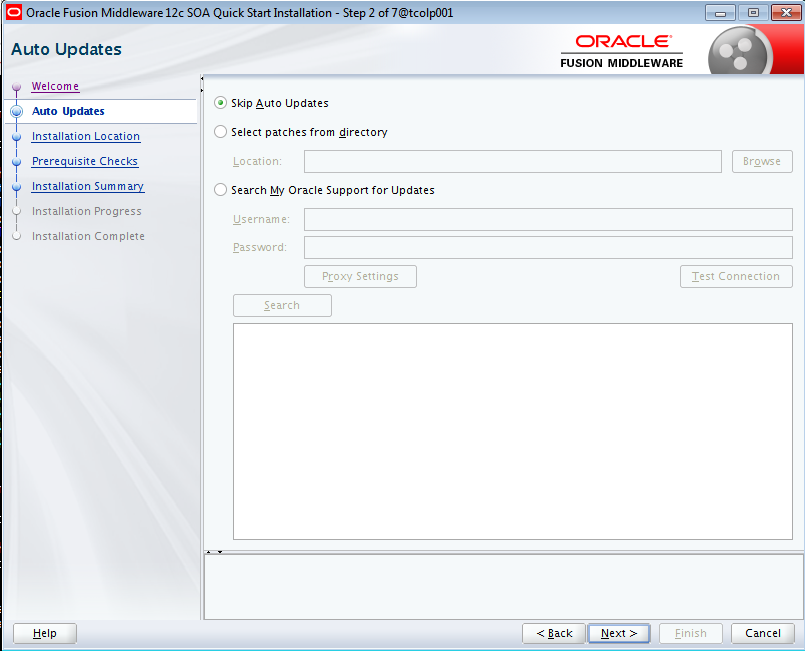 Oracle Fusion Middleware 12c SOA Quick Start Installation - Step 2 of 7@tcolp001
Auto Updates
ORACLE
FUSION MIDDLEWARE
Welcome
Auto Updates
Installation Location
Prerequisite Checks
Installation Summary
Installation Progress
Installation Complete
Skip Auto Updates
Select patches from directory
Location:
Browse
Search My Oracle Support for Updates
Username:
Password:
Proxy Settings
Test Connection
Search
Help
< Back
Next >
Finish
Cancel